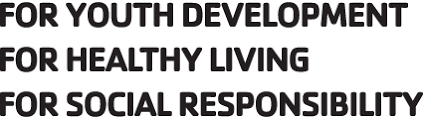 FOR YOUTH DEVELOPMENT
FOR HEALTHY LIVING
FOR SOCIAL RESPONSIBILITY